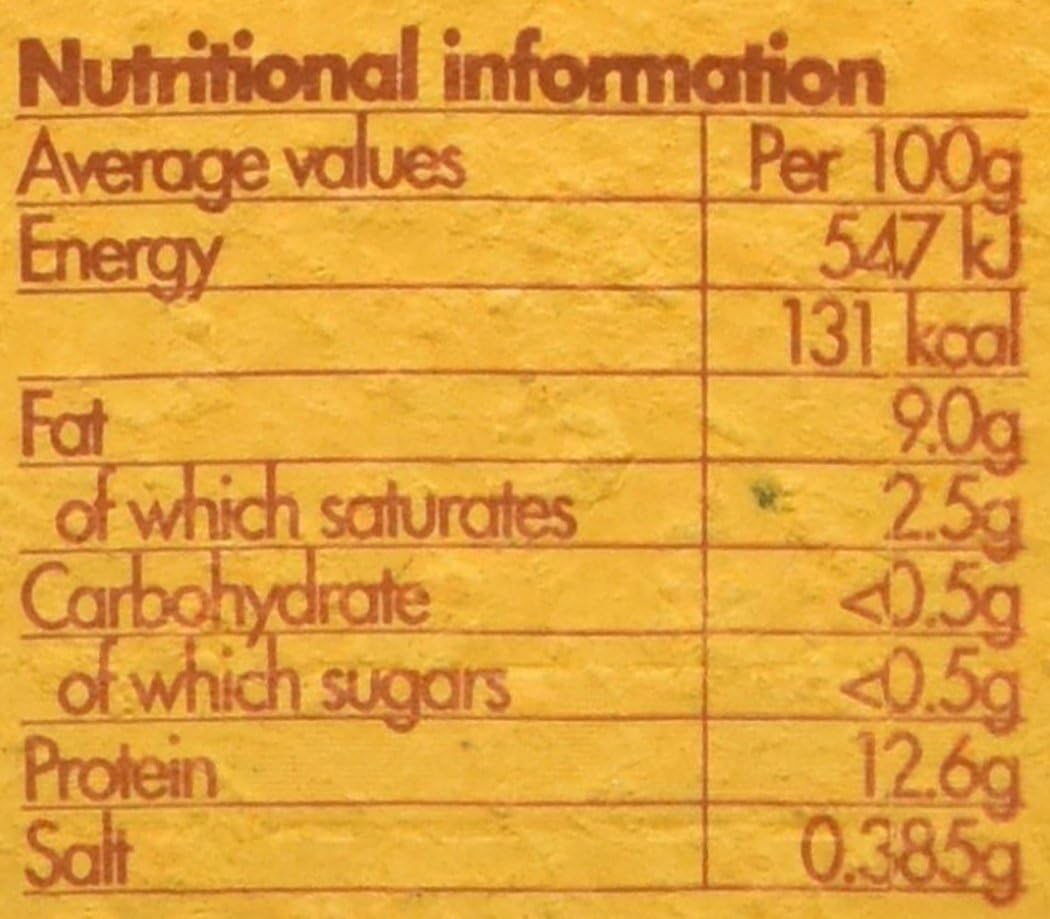 Nutritional information
Average values Per 100g
Energy 547 kJ
131 kcal
Fat 9.0g
of which saturates 2.5g
Carbohydrate <0.5g
of which sugars <0.5g
Protein 12.6g
Salt 0.385g